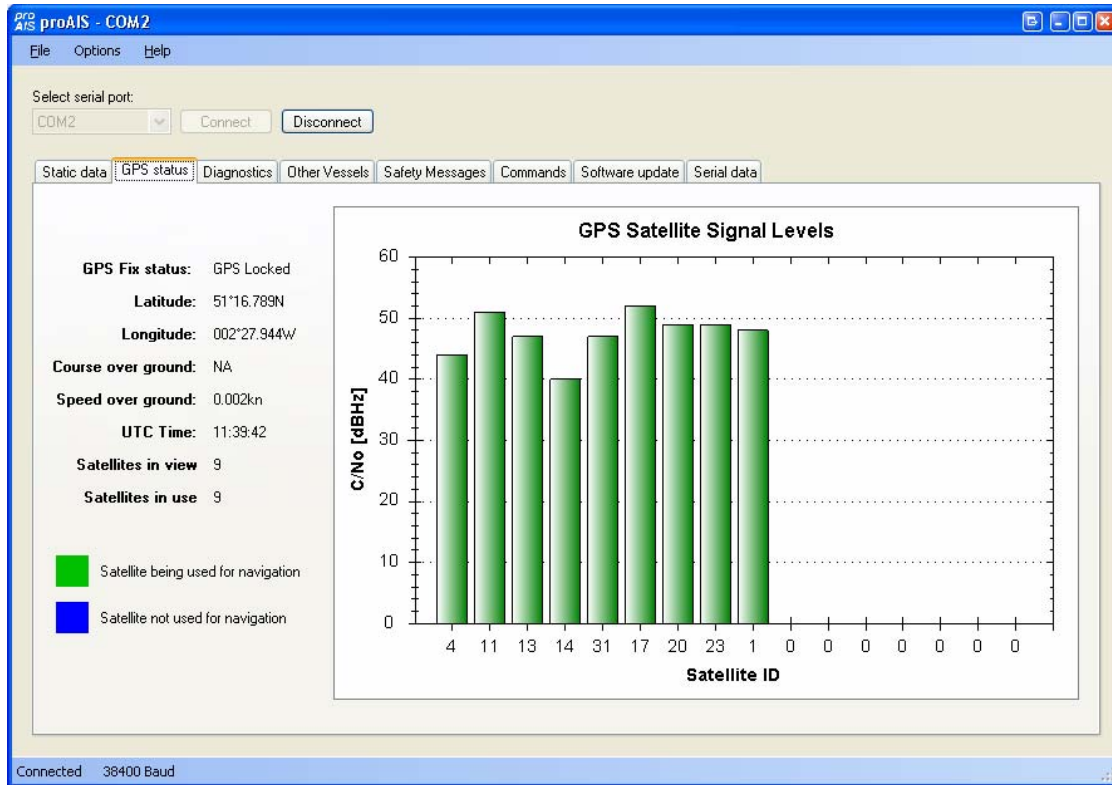 pro AIS proAIS - COM2
File Options Help
Select serial port:
COM2 Connect Disconnect
Static data GPS status Diagnostics Other Vessels Safety Messages Commands Software update Serial data
GPS Fix status: GPS Locked
Latitude: 51°16.789N
Longitude: 002°27.944W
Course over ground: NA
Speed over ground: 0.002kn
UTC Time: 11:39:42
Satellites in view 9
Satellites in use 9
Satellite being used for navigation
Satellite not used for navigation
GPS Satellite Signal Levels
C/No [dBHz]
60
50
40
30
20
10
0
4 11 13 14 31 17 20 23 1 0 0 0 0 0 0 0
Satellite ID
Connected 38400 Baud